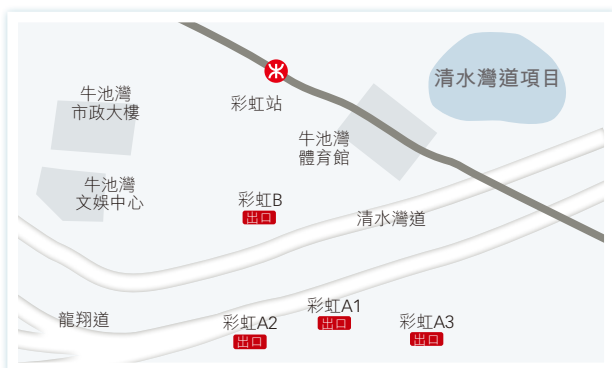 清水灣道項目
牛池灣
市政大樓
彩虹站
牛池灣
體育館
牛池灣
文娛中心
彩虹B
出口
清水灣道
龍翔道
彩虹A1
出口
彩虹A2
出口
彩虹A3
出口